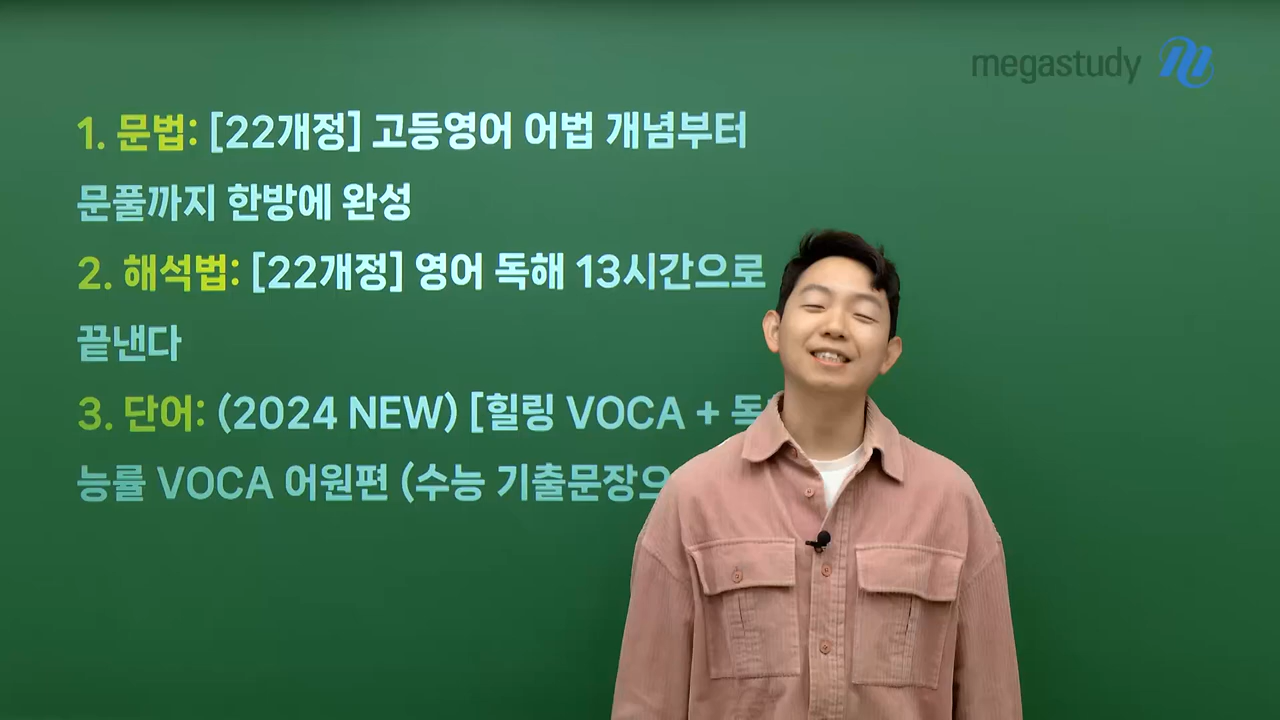 megastudy
1. 문법: [22개정] 고등영어 어법 개념부터
문풀까지 한방에 완성
2. 해석법: [22개정] 영어 독해 13시간으로
끝낸다
3. 단어: (2024 NEW) [힐링 VOCA +
능률 VOCA 어원편 (수능 기출문장으